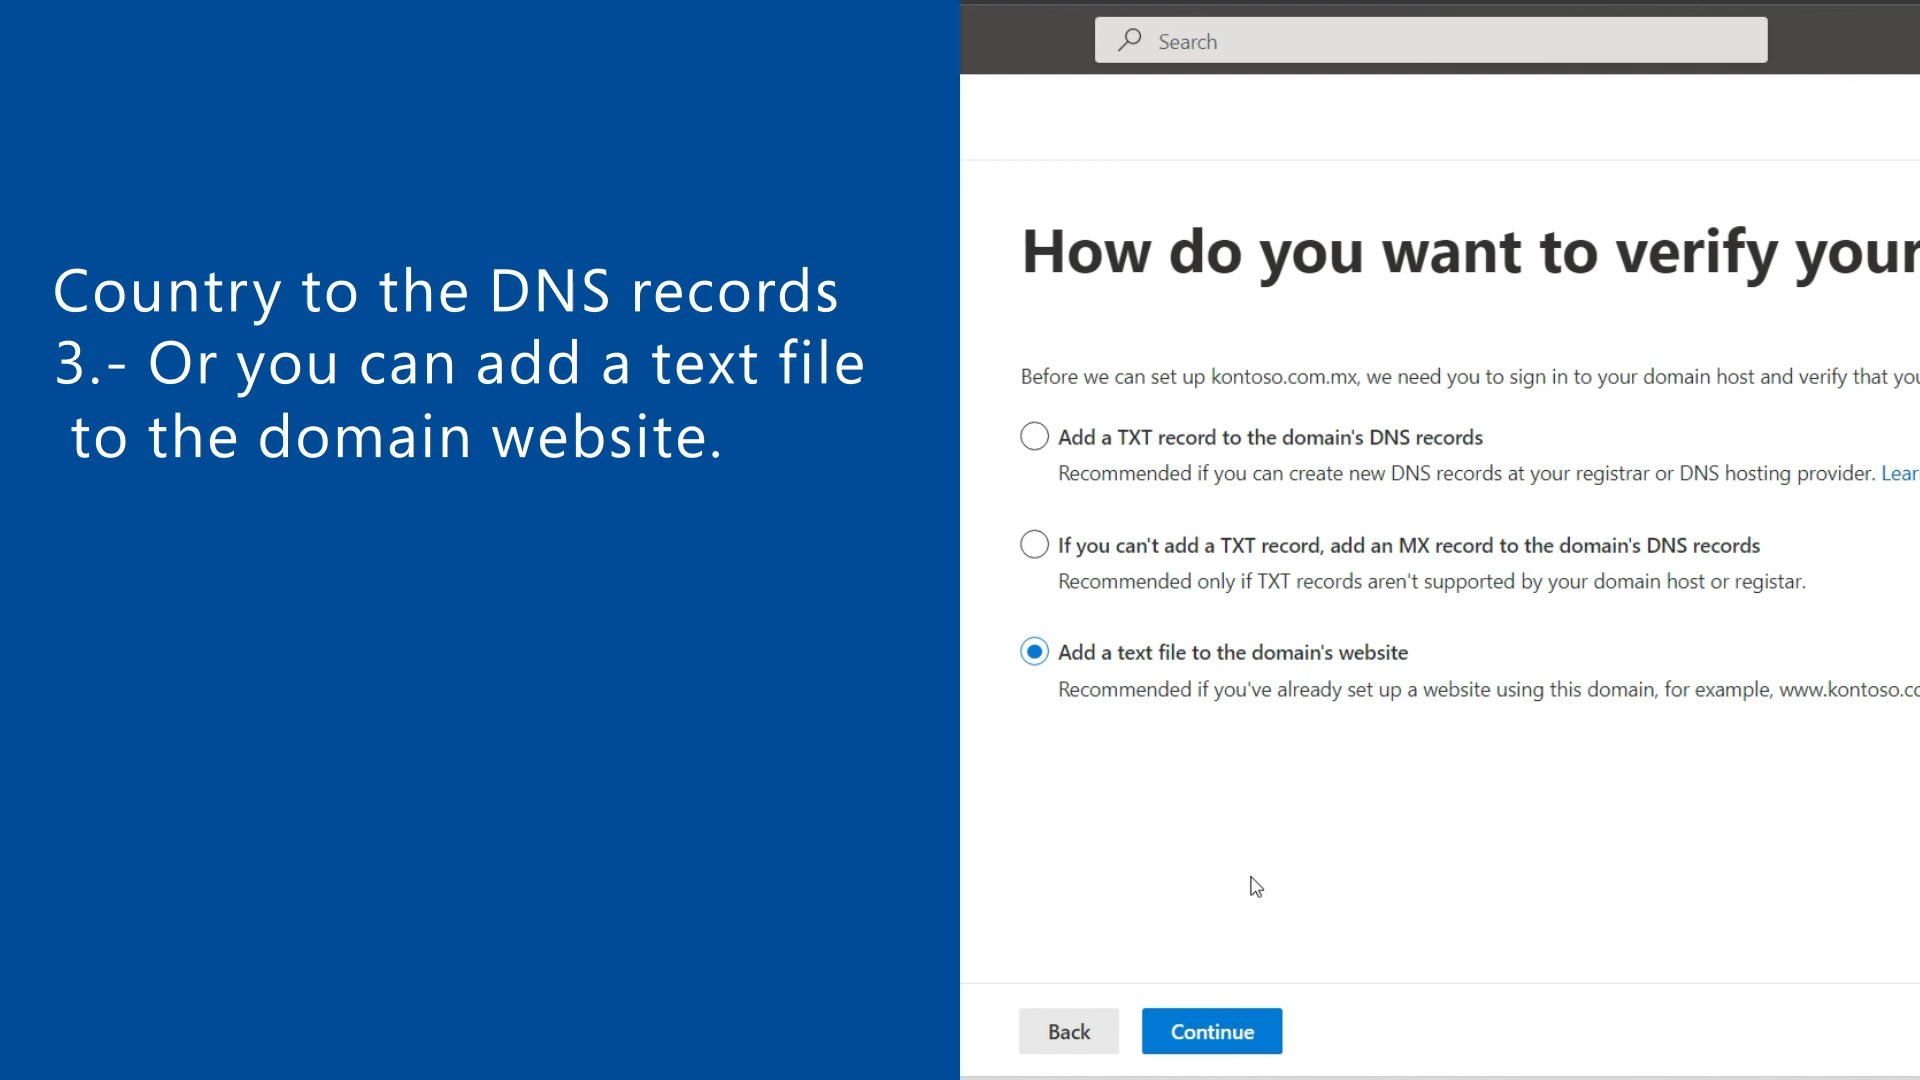 Country to the DNS records
3.- Or you can add a text file
to the domain website.
Search
How do you want to verify your
Before we can set up kontoso.com.mx, we need you to sign in to your domain host and verify that you
Add a TXT record to the domain's DNS records
Recommended if you can create new DNS records at your registrar or DNS hosting provider. Lear
If you can't add a TXT record, add an MX record to the domain's DNS records
Recommended only if TXT records aren't supported by your domain host or registar.
Add a text file to the domain's website
Recommended if you've already set up a website using this domain, for example, www.kontoso.co
Back
Continue